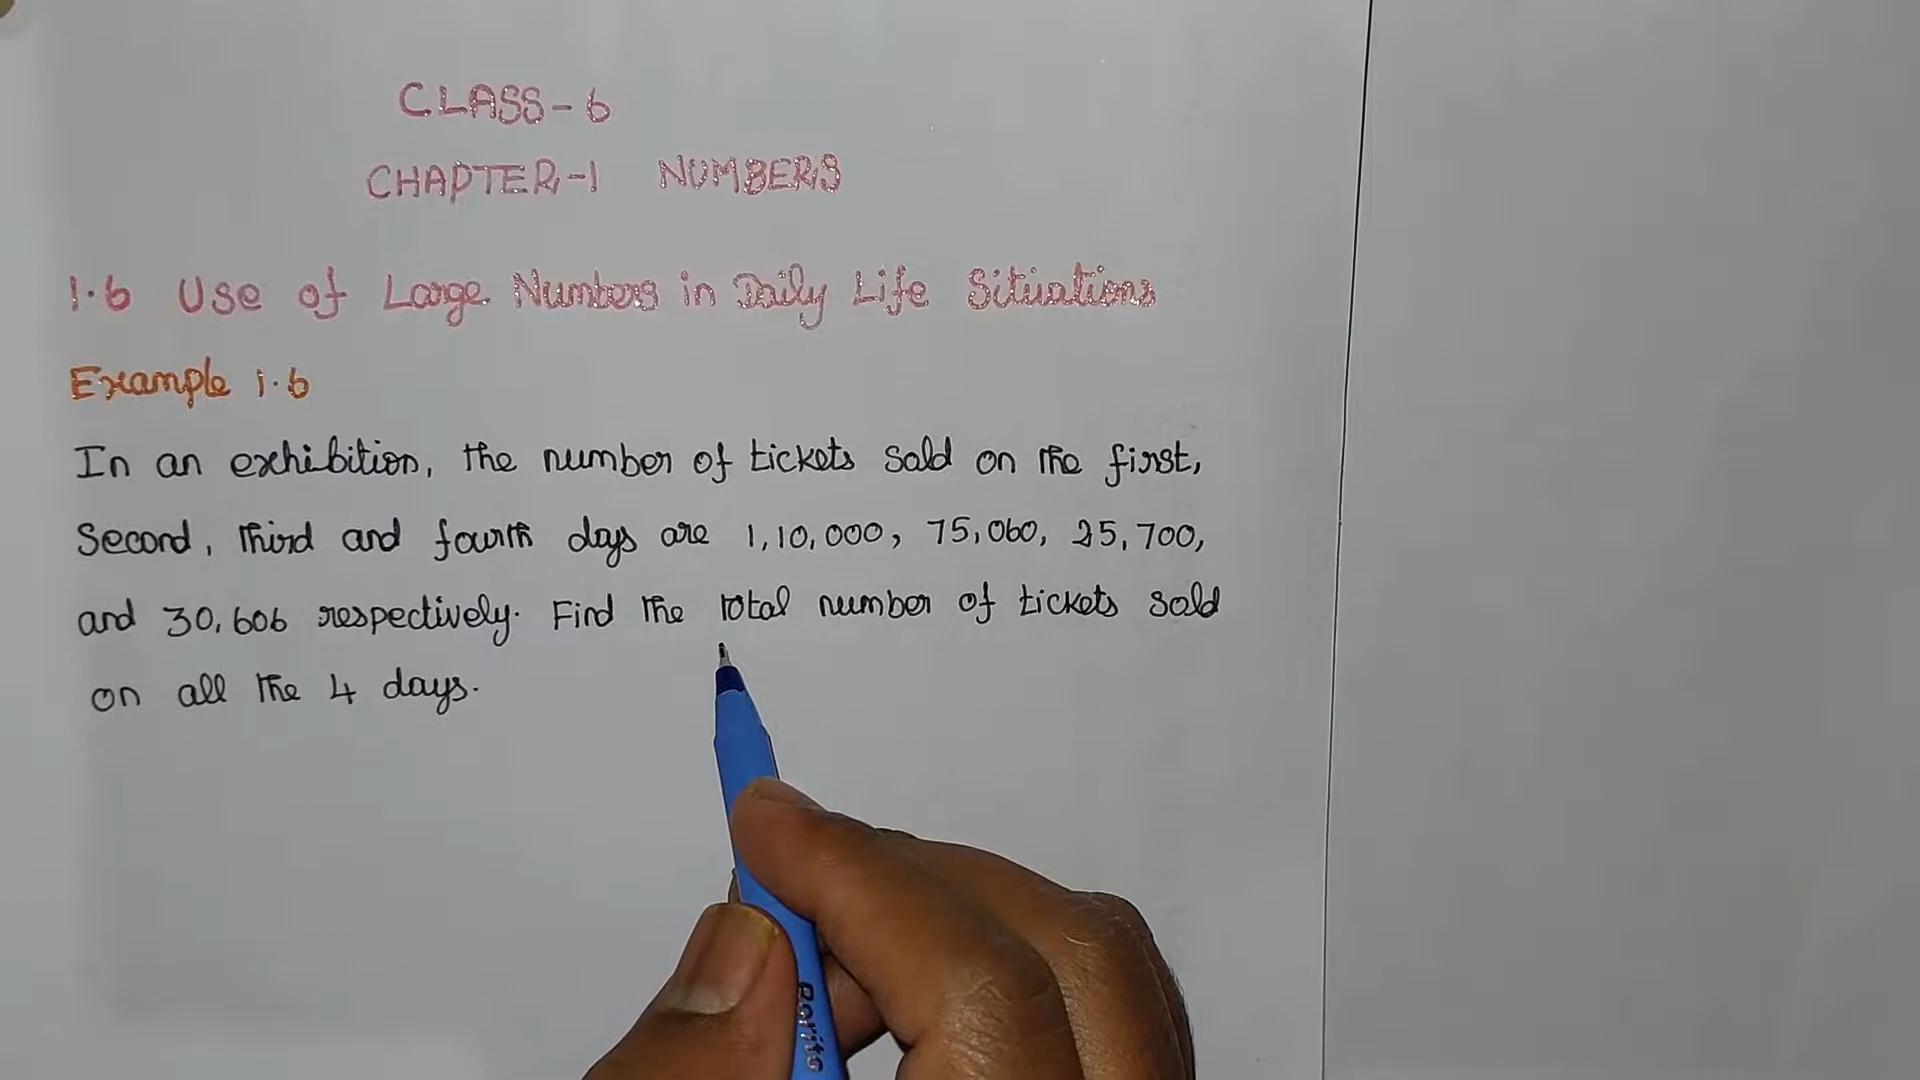 CLASS-6
CHAPTER-1 NUMBERS
1.6 Use of Large Numbers in Daily Life Situations
Example 1.6
In an exhibition, the number of tickets sold on the first,
Second, third and fourth days are 1,10,000, 75,060, 25,700,
and 30,606 respectively. Find the total number of tickets sold
on all the 4 days.
Rorito